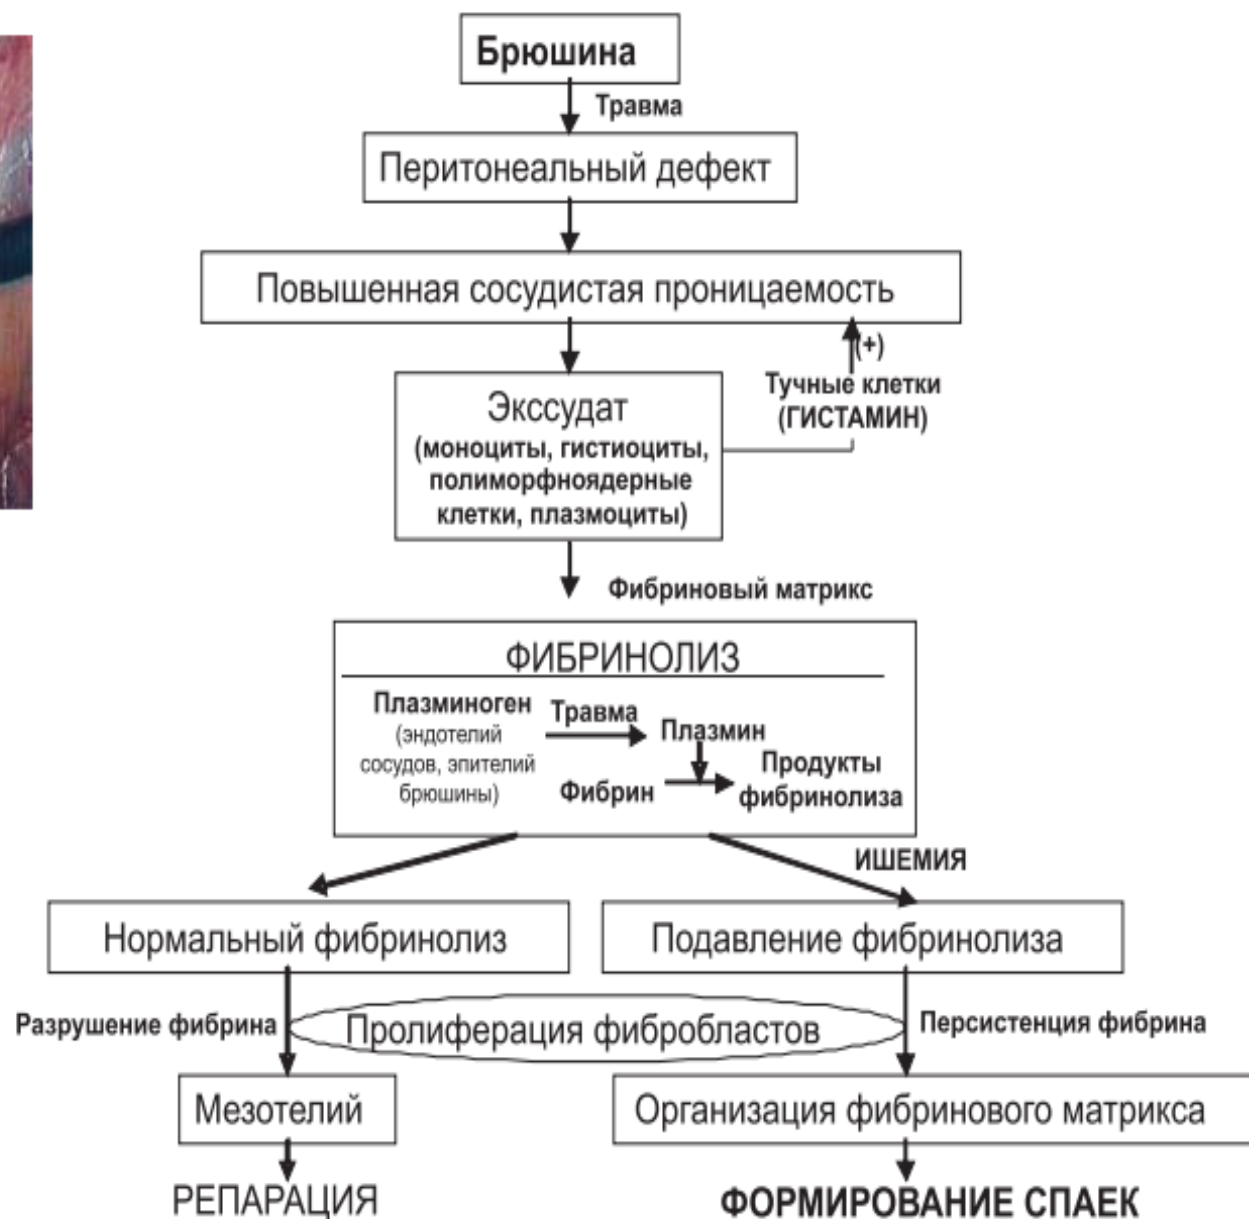 Брюшина
Травма
Перитонеальный дефект
Повышенная сосудистая проницаемость
(+)
Тучные клетки
(ГИСТАМИН)
Экссудат
(моноциты, гистиоциты,
полиморфноядерные
клетки, плазмоциты)
Фибриновый матрикс
ФИБРИНОЛИЗ
Плазминоген
(эндотелий
сосудов, эпителий
брюшины)
Травма
Плазмин
Фибрин
Продукты
фибринолиза
ИШЕМИЯ
Нормальный фибринолиз
Подавление фибринолиза
Разрушение фибрина
Пролиферация фибробластов
Персистенция фибрина
Мезотелий
Организация фибринового матрикса
РЕПАРАЦИЯ
ФОРМИРОВАНИЕ СПАЕК